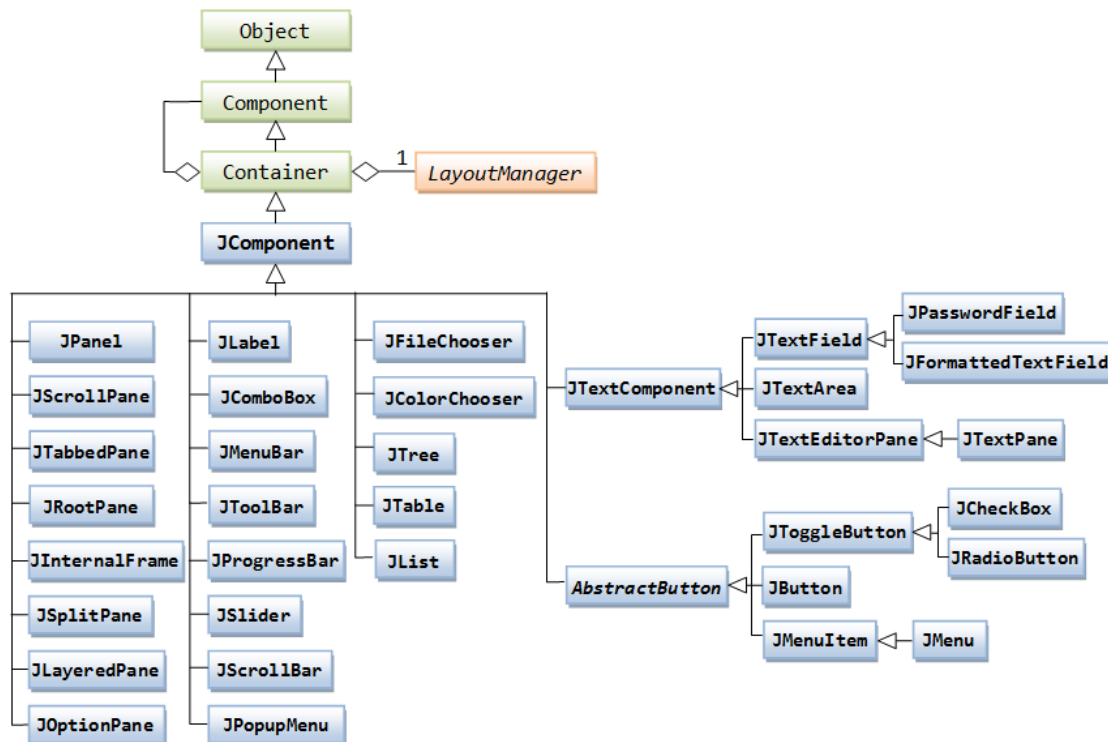 Object
Component
Container
1
LayoutManager
JComponent
JPanel
JScrollPane
JTabbedPane
JRootPane
JInternalFrame
JSplitPane
JLayeredPane
JOptionPane
JLabel
JComboBox
JMenuBar
JToolBar
JProgressBar
JSlider
JScrollBar
JPopupMenu
JFileChooser
JColorChooser
JTree
JTable
JList
JTextComponent
JTextField
JPasswordField
JFormattedTextField
JTextArea
JTextEditorPane
JTextPane
AbstractButton
JToggleButton
JCheckBox
JRadioButton
JButton
JMenuItem
JMenu